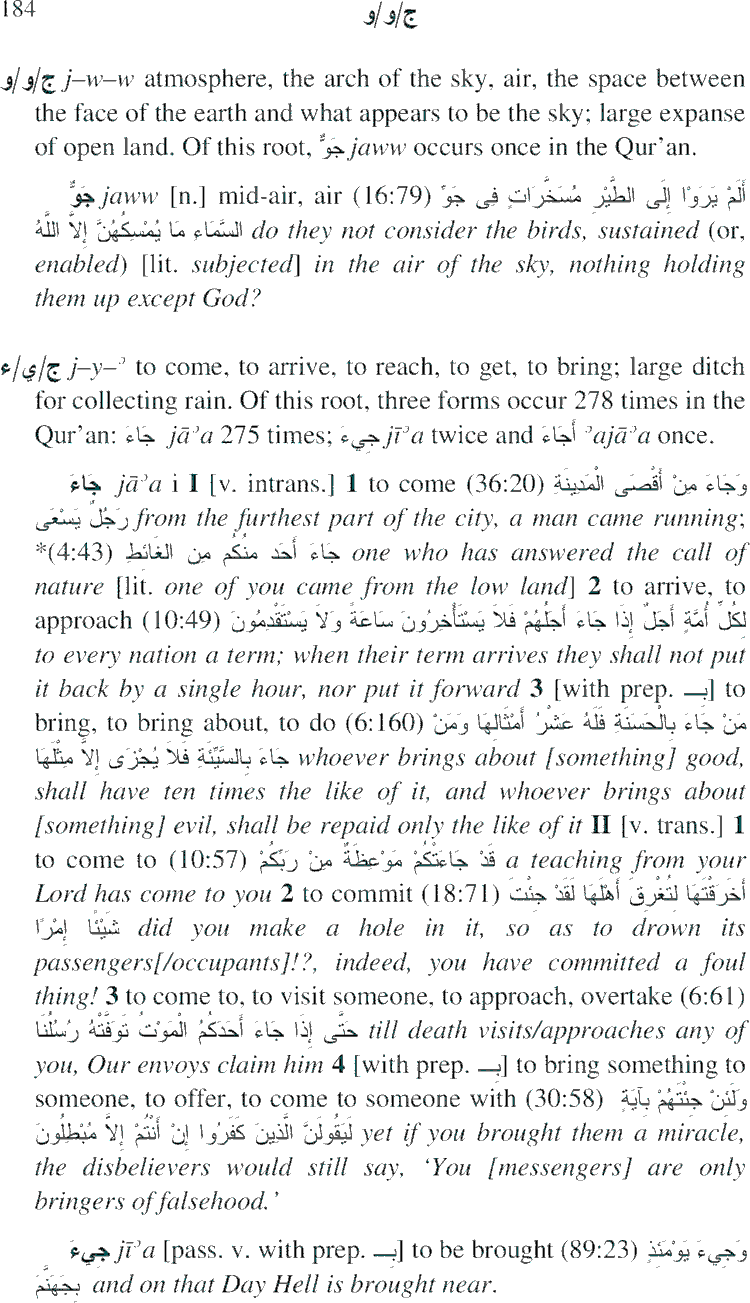 184 ج/و/و
ج/و/و j–w–w atmosphere, the arch of the sky, air, the space between
the face of the earth and what appears to be the sky; large expanse
of open land. Of this root, جَوٌّ jaww occurs once in the Qur'an.
جَوٌّ jaww [n.] mid-air, air (16:79) أَلَمْ يَرَوْا إِلَى الطَّيْرِ مُسَخَّرَاتٍ فِى جَوِّ
السَّمَاءِ مَا يُمْسِكُهُنَّ إِلاَّ اللَّهُ do they not consider the birds, sustained (or,
enabled) [lit. subjected] in the air of the sky, nothing holding
them up except God?
ج/ي/ء j–y–ʾ to come, to arrive, to reach, to get, to bring; large ditch
for collecting rain. Of this root, three forms occur 278 times in the
Qur'an: جَاءَ jāʾa 275 times; جِيءَ jīʾa twice and أَجَاءَ ʾajāʾa once.
جَاءَ jāʾa i I [v. intrans.] 1 to come (36:20) وَجَاءَ مِنْ أَقْصَى الْمَدِينَةِ
رَجُلٌ يَسْعَى from the furthest part of the city, a man came running;
*(4:43) جَاءَ أَحَد مِنْكُم مِن الغَائِطِ one who has answered the call of
nature [lit. one of you came from the low land] 2 to arrive, to
approach (10:49) لِكُلِّ أُمَّةٍ أَجَلٌ إِذَا جَاءَ أَجَلُهُمْ فَلاَ يَسْتَأْخِرُونَ سَاعَةً وَلاَ يَسْتَقْدِمُونَ
to every nation a term; when their term arrives they shall not put
it back by a single hour, nor put it forward 3 [with prep. بِـ] to
bring, to bring about, to do (6:160) مَنْ جَاءَ بِالْحَسَنَةِ فَلَهُ عَشْرُ أَمْثَالِهَا وَمَنْ
جَاءَ بِالسَّيِّئَةِ فَلاَ يُجْزَى إِلاَّ مِثْلَهَا whoever brings about [something] good,
shall have ten times the like of it, and whoever brings about
[something] evil, shall be repaid only the like of it II [v. trans.] 1
to come to (10:57) قَدْ جَاءَتْكُمْ مَوْعِظَةٌ مِنْ رَبِّكُمْ a teaching from your
Lord has come to you 2 to commit (18:71) أَخَرَقْتَهَا لِتُغْرِقَ أَهْلَهَا لَقَدْ جِئْتَ
شَيْئًا إِمْرًا did you make a hole in it, so as to drown its
passengers[/occupants]!?, indeed, you have committed a foul
thing! 3 to come to, to visit someone, to approach, overtake (6:61)
حَتَّى إِذَا جَاءَ أَحَدَكُمُ الْمَوْتُ تَوَفَّتْهُ رُسُلُنَا till death visits/approaches any of
you, Our envoys claim him 4 [with prep. بِـ] to bring something to
someone, to offer, to come to someone with (30:58) وَلَئِنْ جِئْتَهُمْ بِآيَةٍ
لَيَقُولَنَّ الَّذِينَ كَفَرُوا إِنْ أَنْتُمْ إِلاَّ مُبْطِلُونَ yet if you brought them a miracle,
the disbelievers would still say, 'You [messengers] are only
bringers of falsehood.'
جِيءَ jīʾa [pass. v. with prep. بِـ] to be brought (89:23) وَجِيءَ يَوْمَئِذٍ
بِجَهَنَّمَ and on that Day Hell is brought near.